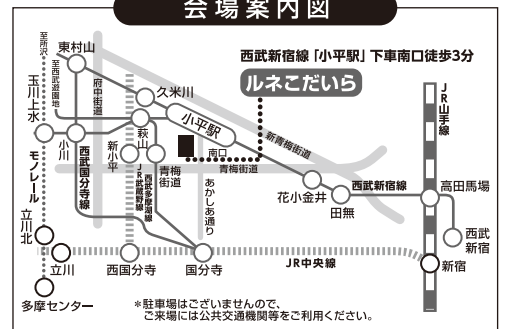 会場案内図
西武新宿線「小平駅」下車南口徒歩3分
ルネこだいら
至所沢
東村山
至西武遊園地
府中街道
久米川
小平駅
南口
新青梅街道
青梅街道
玉川上水
小川
西武国分寺線
新小平
萩山
青梅
街道
JR武蔵野線
西武多摩湖線
あかしあ通り
花小金井
田無
西武新宿線
高田馬場
JR山手線
西武
新宿
新宿
モノレール
立川北
立川
西国分寺
国分寺
JR中央線
多摩センター
*駐車場はございませんので、
ご来場には公共交通機関等をご利用ください。